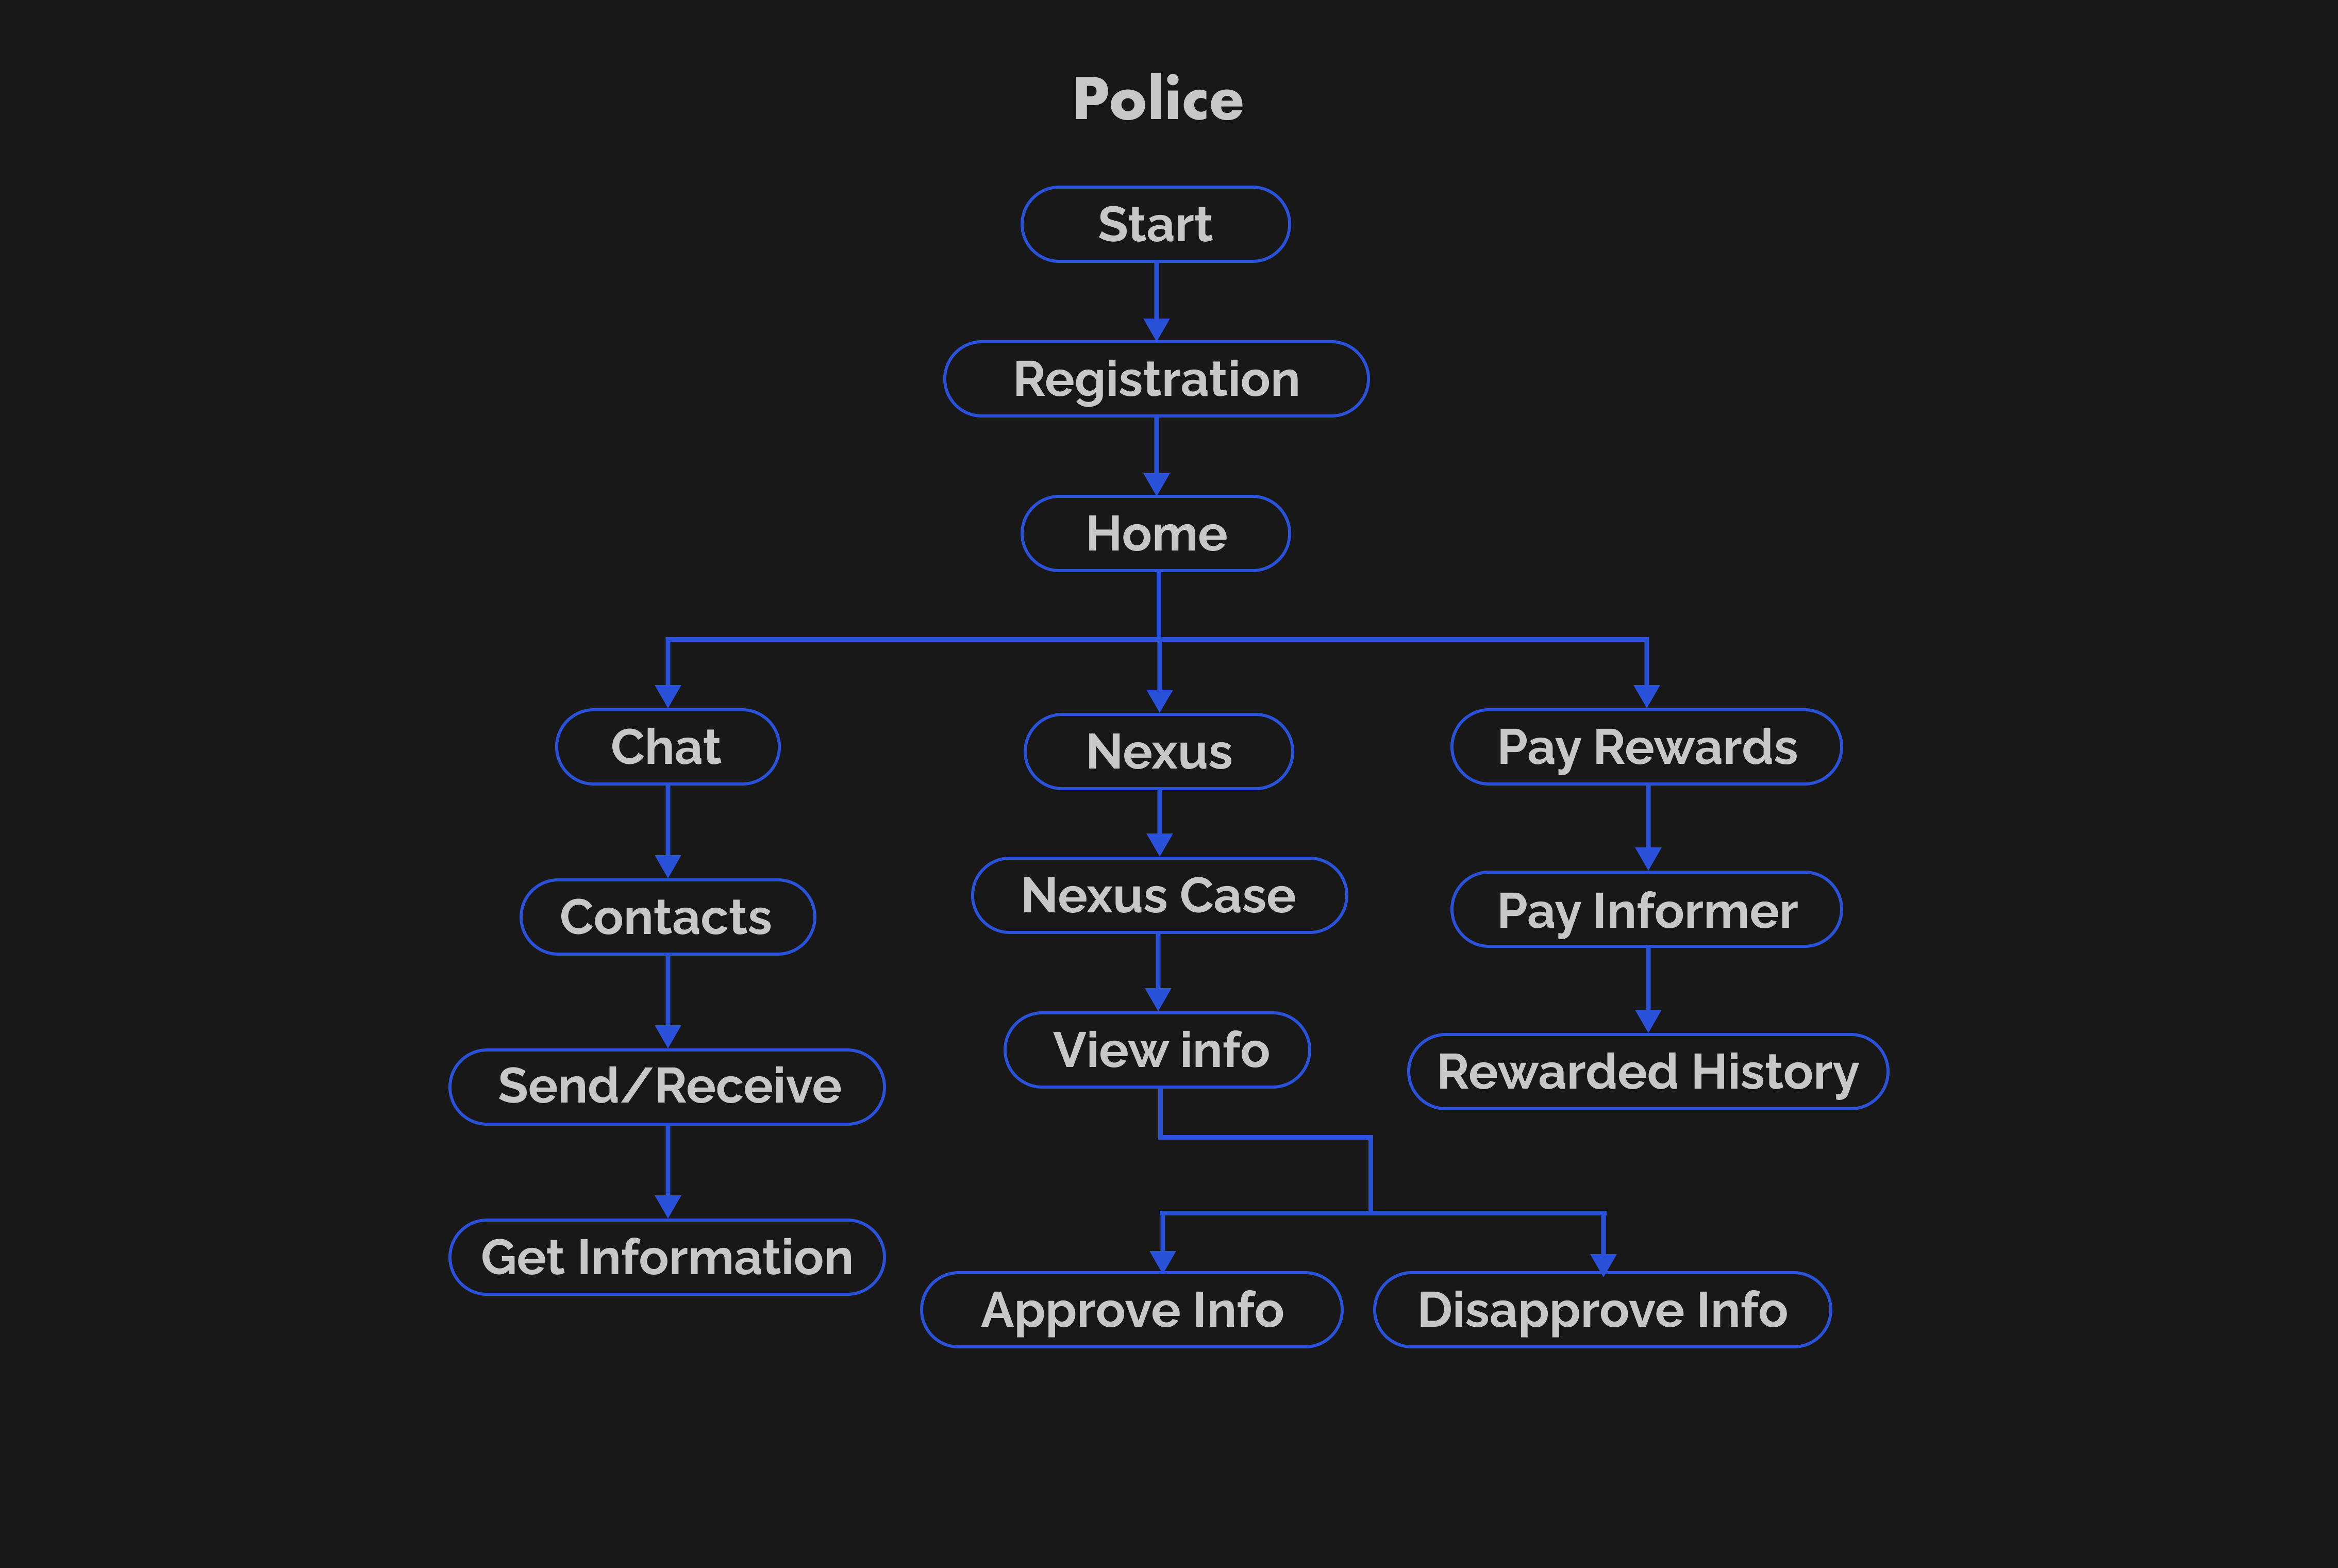 Police
Start
Registration
Home
Chat
Nexus
Pay Rewards
Contacts
Nexus Case
Pay Informer
Send/Receive
View info
Rewarded History
Get Information
Approve Info
Disapprove Info